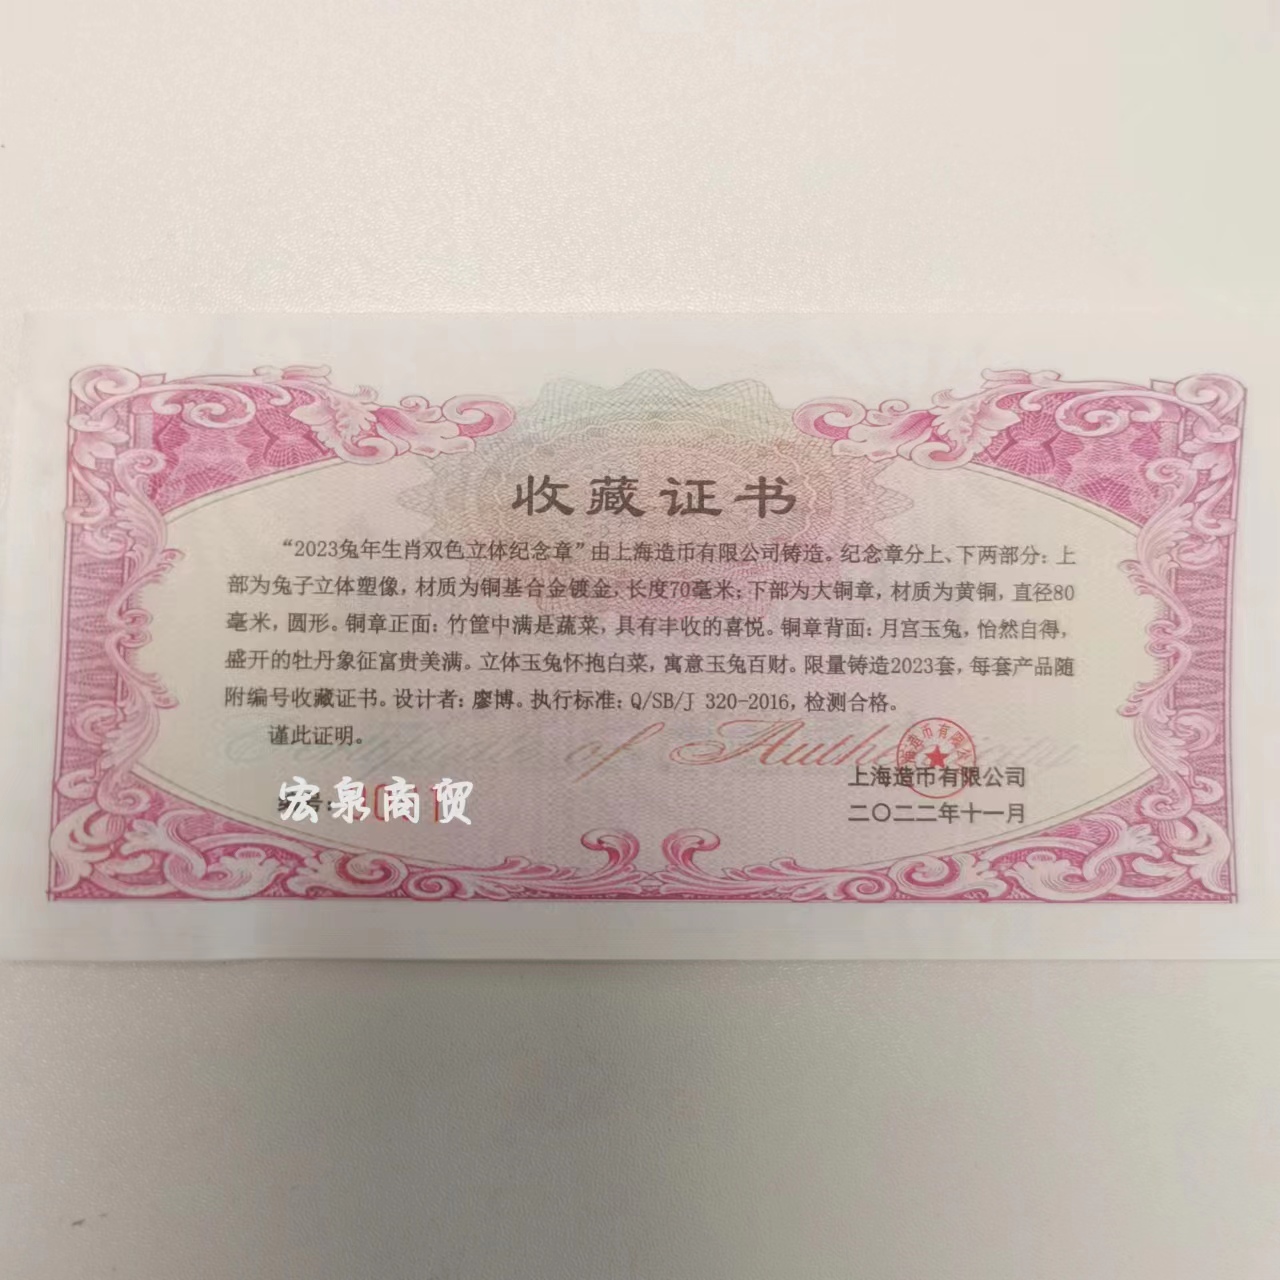 收藏证书
“2023兔年生肖双色立体纪念章”由上海造币有限公司铸造。纪念章分上、下两部分：上
部为兔子立体塑像，材质为铜基合金镀金，长度70毫米；下部为大铜章，材质为黄铜，直径80
毫米，圆形。铜章正面：竹筐中满是蔬菜，具有丰收的喜悦。铜章背面：月宫玉兔，怡然自得，
盛开的牡丹象征富贵美满。立体玉兔怀抱白菜，寓意玉兔百财。限量铸造2023套，每套产品随
附编号收藏证书。设计者：廖博。执行标准：Q/SB/J 320-2016，检测合格。
谨此证明。
of
上海造币有限公司
宏泉商贸
二〇二二年十一月